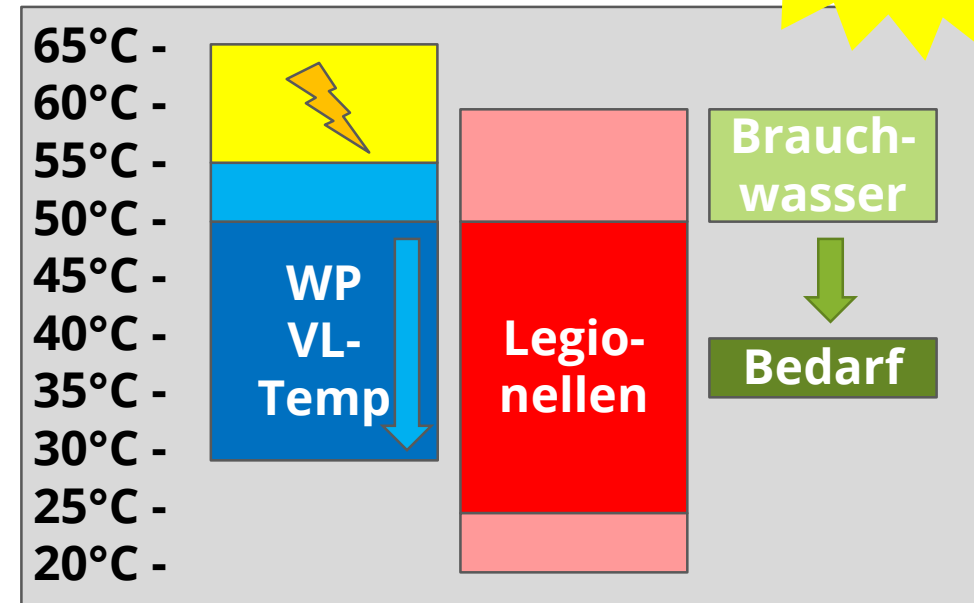 65°C -
60°C -
55°C -
50°C -
45°C -
40°C -
35°C -
30°C -
25°C -
20°C -
WP
VL-
Temp
Legio-
nellen
Brauch-
wasser
Bedarf